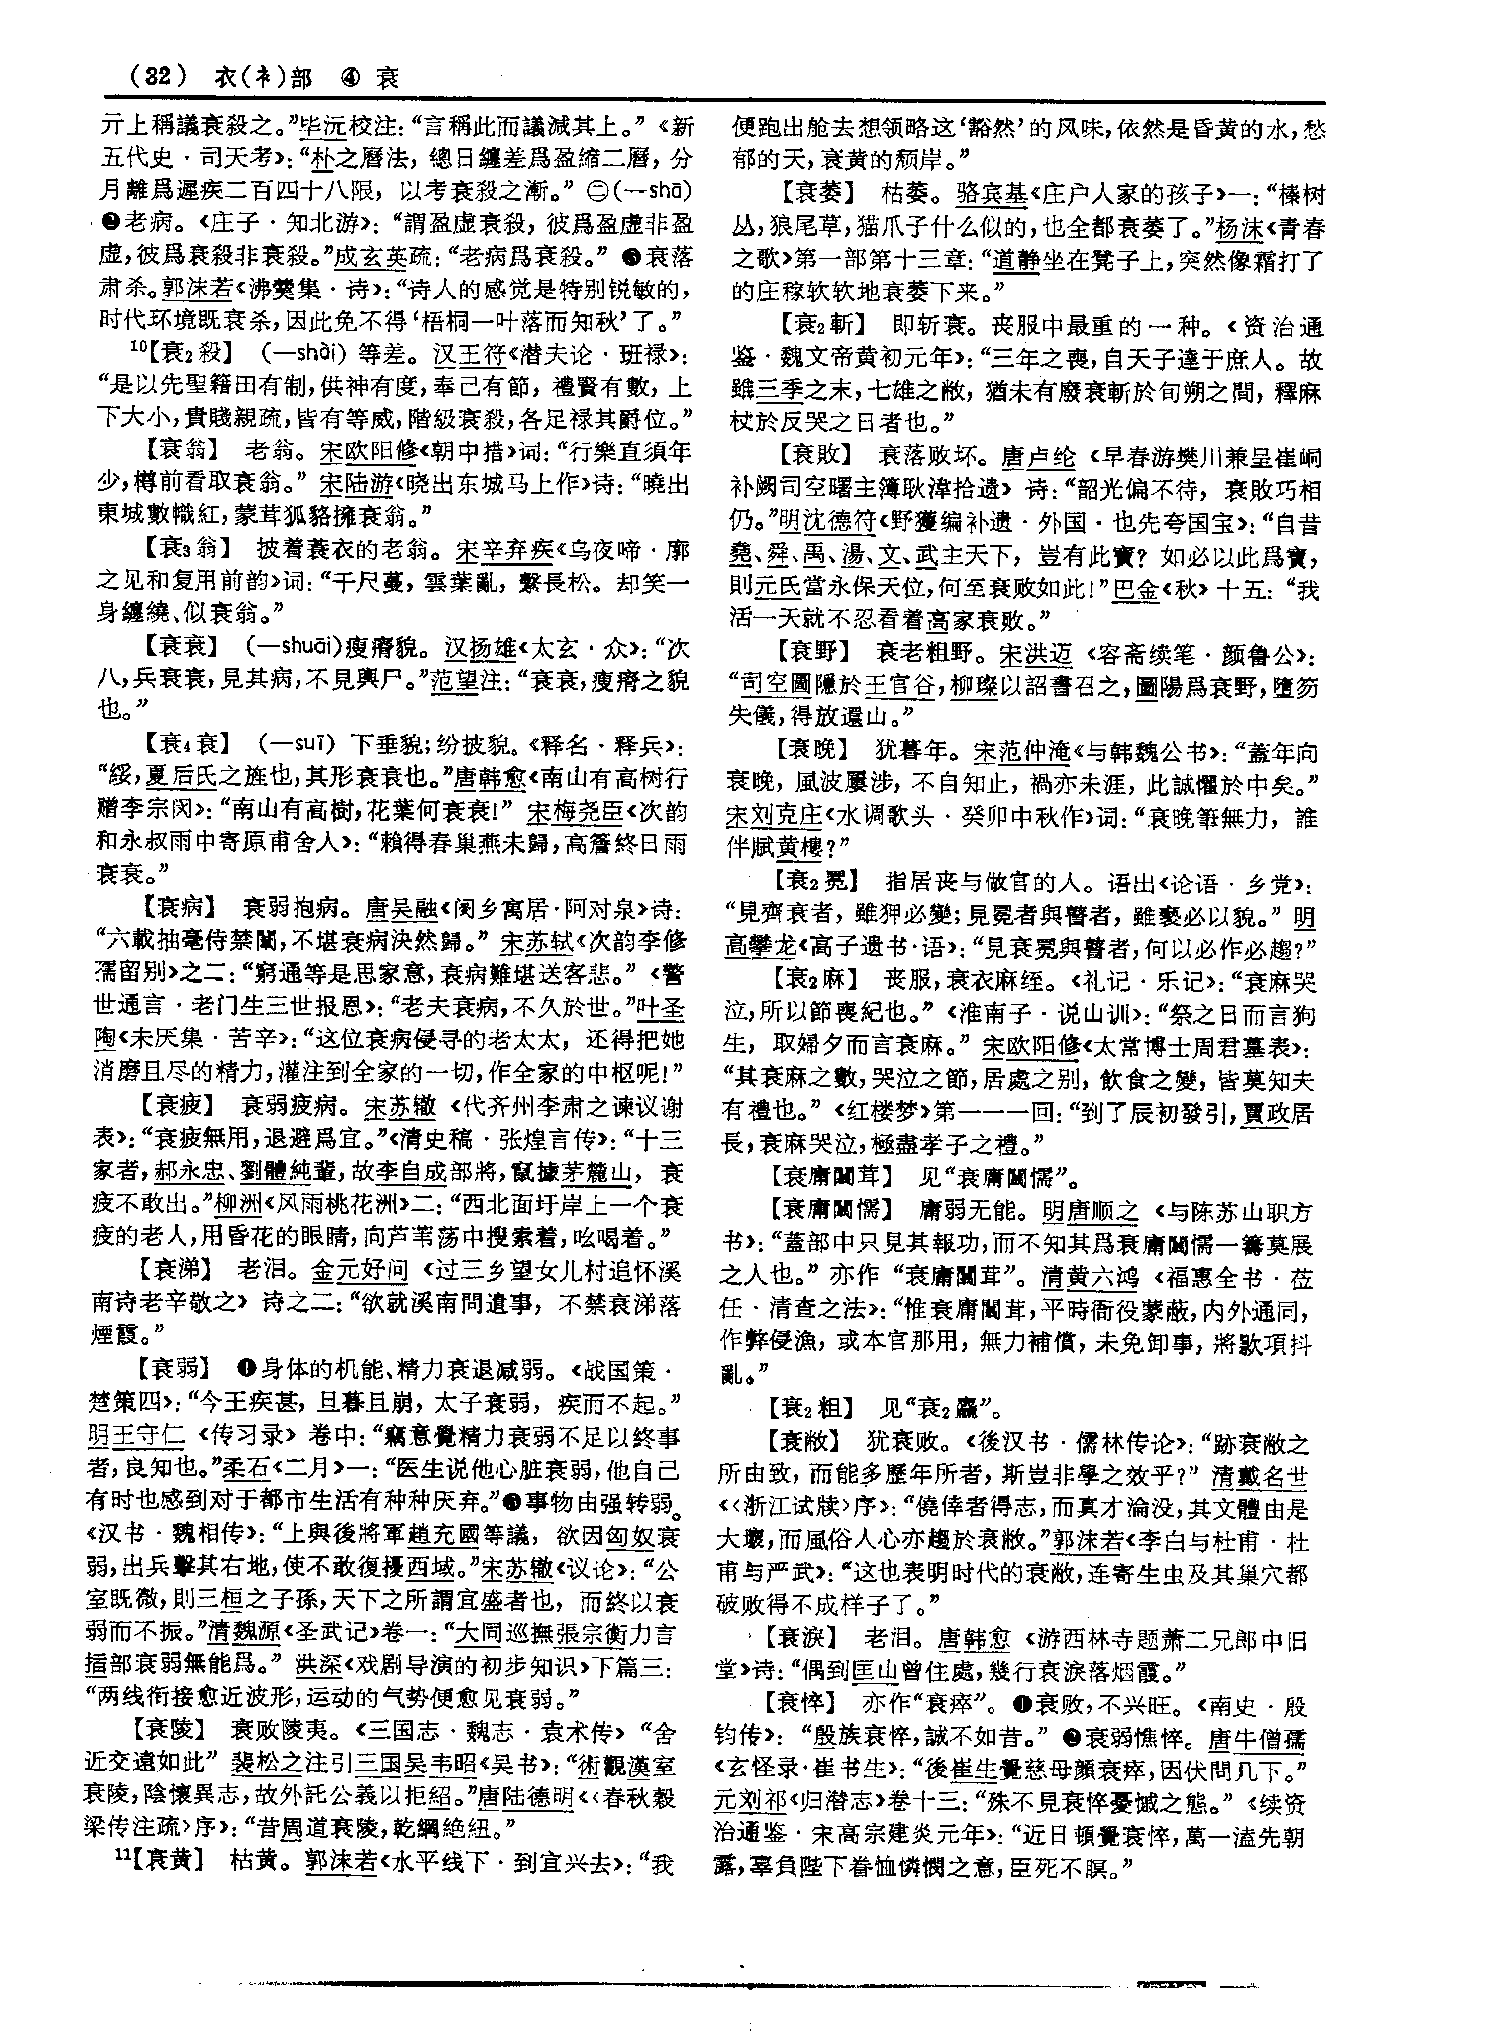 (32) 衣(衤)部 ④ 衰
亓上稱議衰殺之。”毕沅校注：“言稱此而議減其上。”《新
五代史·司天考》：“朴之曆法，總日躔差爲盈縮二曆，分
月離爲遲疾二百四十八限，以考衰殺之漸。”㊁(—shā)
❷老病。《庄子·知北游》：“謂盈虚衰殺，彼爲盈虚非盈
虚，彼爲衰殺非衰殺。”成玄英疏：“老病爲衰殺。”❸衰落
肃杀。郭沫若《沸羹集·诗》：“诗人的感觉是特别锐敏的，
时代环境既衰杀，因此免不得‘梧桐一叶落而知秋’了。”
10【衰2殺】 (—shài) 等差。汉王符《潜夫论·班禄》：
“是以先聖籍田有制，供神有度，奉己有節，禮賢有數，上
下大小，貴賤親疏，皆有等威，階級衰殺，各足禄其爵位。”
【衰翁】 老翁。宋欧阳修《朝中措》词：“行樂直須年
少，樽前看取衰翁。”宋陆游《晓出东城马上作》诗：“曉出
東城數幟紅，蒙茸狐貉擁衰翁。”
【衰3翁】 披着蓑衣的老翁。宋辛弃疾《乌夜啼·廓
之见和复用前韵》词：“千尺蔓，雲葉亂，繫長松。却笑一
身纏繞、似衰翁。”
【衰衰】 (—shuāi)瘦瘠貌。汉扬雄《太玄·众》：“次
八，兵衰衰，見其病，不見輿尸。”范望注：“衰衰，瘦瘠之貌
也。”
【衰4衰】 (—suī) 下垂貌；纷披貌。《释名·释兵》：
“綏，夏后氏之旌也，其形衰衰也。”唐韩愈《南山有高树行
赠李宗闵》：“南山有高樹，花葉何衰衰！”宋梅尧臣《次韵
和永叔雨中寄原甫舍人》：“賴得春巢燕未歸，高簷終日雨
衰衰。”
【衰病】 衰弱抱病。唐吴融《阌乡寓居·阿对泉》诗：
“六載抽毫侍禁闈，不堪衰病決然歸。”宋苏轼《次韵李修
孺留别》之二：“窮通等是思家意，衰病難堪送客悲。”《警
世通言·老门生三世报恩》：“老夫衰病，不久於世。”叶圣
陶《未厌集·苦辛》：“这位衰病侵寻的老太太，还得把她
消磨且尽的精力，灌注到全家的一切，作全家的中枢呢！”
【衰疲】 衰弱疲病。宋苏辙《代齐州李肃之谏议谢
表》：“衰疲無用，退避爲宜。”《清史稿·张煌言传》：“十三
家者，郝永忠、劉體純輩，故李自成部將，竄據茅麓山，衰
疲不敢出。”柳洲《风雨桃花洲》二：“西北面圩岸上一个衰
疲的老人，用昏花的眼睛，向芦苇荡中搜索着，吆喝着。”
【衰涕】 老泪。金元好问《过三乡望女儿村追怀溪
南诗老辛敬之》诗之二：“欲就溪南問遺事，不禁衰涕落
煙霞。”
【衰弱】 ❶身体的机能、精力衰退减弱。《战国策·
楚策四》：“今王疾甚，旦暮且崩，太子衰弱，疾而不起。”
明王守仁《传习录》卷中：“竊意覺精力衰弱不足以終事
者，良知也。”柔石《二月》一：“医生说他心脏衰弱，他自己
有时也感到对于都市生活有种种厌弃。”❸事物由强转弱。
《汉书·魏相传》：“上與後將軍趙充國等議，欲因匈奴衰
弱，出兵擊其右地，使不敢復擾西域。”宋苏辙《议论》：“公
室既微，則三桓之子孫，天下之所謂宜盛者也，而終以衰
弱而不振。”清魏源《圣武记》卷一：“大同巡撫張宗衡力言
插部衰弱無能爲。”洪深《戏剧导演的初步知识》下篇三：
“两线衔接愈近波形，运动的气势便愈见衰弱。”
【衰陵】 衰败陵夷。《三国志·魏志·袁术传》“舍
近交遠如此”裴松之注引三国吴韦昭《吴书》：“術觀漢室
衰陵，陰懷異志，故外託公義以拒紹。”唐陆德明《〈春秋穀
梁传注疏〉序》：“昔周道衰陵，乾綱絶紐。”
11【衰黄】 枯黄。郭沫若《水平线下·到宜兴去》：“我
便跑出舱去想领略这‘豁然’的风味，依然是昏黄的水，愁
郁的天，衰黄的颓岸。”
【衰萎】 枯萎。骆宾基《庄户人家的孩子》一：“榛树
丛，狼尾草，猫爪子什么似的，也全都衰萎了。”杨沫《青春
之歌》第一部第十三章：“道静坐在凳子上，突然像霜打了
的庄稼软软地衰萎下来。”
【衰2斬】 即斩衰。丧服中最重的一种。《资治通
鉴·魏文帝黄初元年》：“三年之喪，自天子達于庶人。故
雖三季之末，七雄之敝，猶未有廢衰斬於旬朔之間，釋麻
杖於反哭之日者也。”
【衰敗】 衰落败坏。唐卢纶《早春游樊川兼呈崔峒
补阙司空曙主簿耿湋拾遗》诗：“韶光偏不待，衰敗巧相
仍。”明沈德符《野獲编补遗·外国·也先夸国宝》：“自昔
堯、舜、禹、湯、文、武主天下，豈有此寶？如必以此爲寶，
則元氏當永保天位，何至衰敗如此！”巴金《秋》十五：“我
活一天就不忍看着高家衰败。”
【衰野】 衰老粗野。宋洪迈《容斋续笔·颜鲁公》：
“司空圖隱於王官谷，柳璨以詔書召之，圖陽爲衰野，墮笏
失儀，得放還山。”
【衰晚】 犹暮年。宋范仲淹《与韩魏公书》：“蓋年向
衰晚，風波屢涉，不自知止，禍亦未涯，此誠懼於中矣。”
宋刘克庄《水调歌头·癸卯中秋作》词：“衰晚筆無力，誰
伴賦黄樓？”
【衰2冕】 指居丧与做官的人。语出《论语·乡党》：
“見齊衰者，雖狎必變；見冕者與瞽者，雖褻必以貌。”明
高攀龙《高子遗书·语》：“見衰冕與瞽者，何以必作必趨？”
【衰2麻】 丧服，衰衣麻绖。《礼记·乐记》：“衰麻哭
泣，所以節喪紀也。”《淮南子·说山训》：“祭之日而言狗
生，取婦夕而言衰麻。”宋欧阳修《太常博士周君墓表》：
“其衰麻之數，哭泣之節，居處之别，飲食之變，皆莫知夫
有禮也。”《红楼梦》第一一一回：“到了辰初發引，賈政居
長，衰麻哭泣，極盡孝子之禮。”
【衰庸闒茸】 见“衰庸闒懦”。
【衰庸闒懦】 庸弱无能。明唐顺之《与陈苏山职方
书》：“蓋部中只見其報功，而不知其爲衰庸闒懦一籌莫展
之人也。”亦作“衰庸闒茸”。清黄六鸿《福惠全书·莅
任·清查之法》：“惟衰庸闒茸，平時衙役蒙蔽，内外通同，
作弊侵漁，或本官那用，無力補償，未免卸事，將欵項抖
亂。”
【衰2粗】 见“衰2麤”。
【衰敝】 犹衰败。《後汉书·儒林传论》：“跡衰敝之
所由致，而能多歷年所者，斯豈非學之效乎？”清戴名世
《〈浙江试牍〉序》：“僥倖者得志，而真才淪没，其文體由是
大壞，而風俗人心亦趨於衰敝。”郭沫若《李白与杜甫·杜
甫与严武》：“这也表明时代的衰敝，连寄生虫及其巢穴都
破败得不成样子了。”
【衰淚】 老泪。唐韩愈《游西林寺题萧二兄郎中旧
堂》诗：“偶到匡山曾住處，幾行衰淚落烟霞。”
【衰悴】 亦作“衰瘁”。❶衰败，不兴旺。《南史·殷
钧传》：“殷族衰悴，誠不如昔。”❷衰弱憔悴。唐牛僧孺
《玄怪录·崔书生》：“後崔生覺慈母顔衰瘁，因伏問几下。”
元刘祁《归潜志》卷十三：“殊不見衰悴憂慽之態。”《续资
治通鉴·宋高宗建炎元年》：“近日頓覺衰悴，萬一溘先朝
露，辜負陛下眷恤憐憫之意，臣死不瞑。”